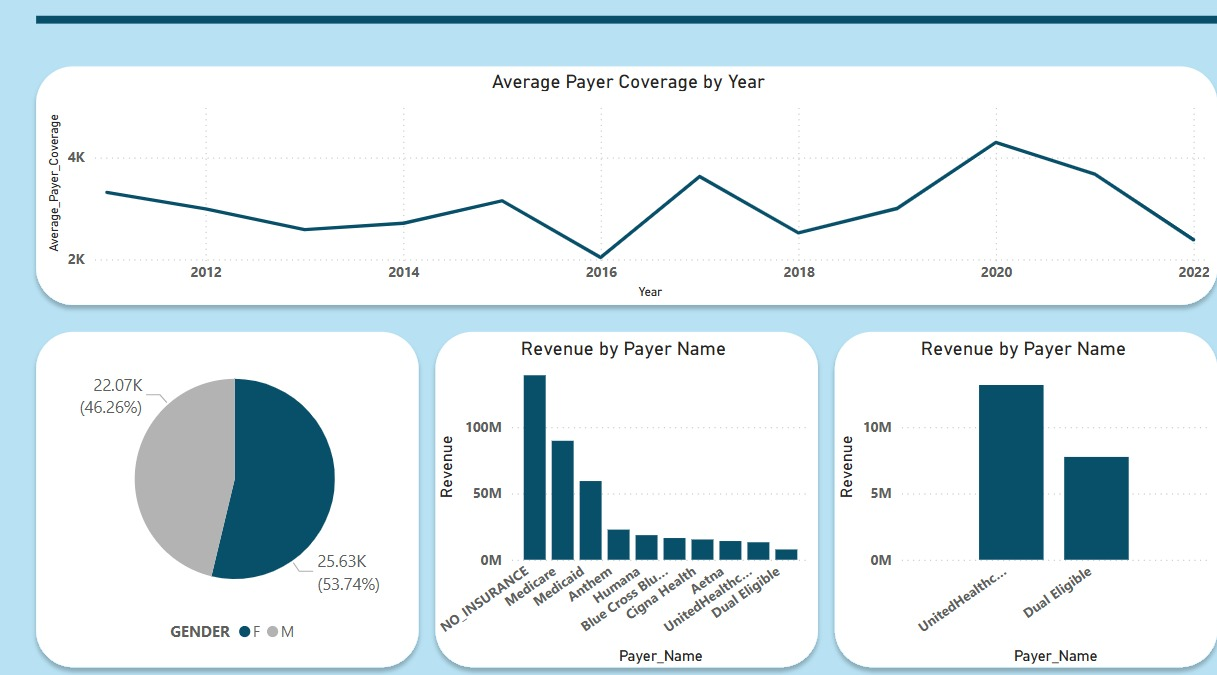 Average Payer Coverage by Year
Average_Payer_Coverage
4K
2K
2012
2014
2016
2018
2020
2022
Year
22.07K
(46.26%)
25.63K
(53.74%)
GENDER F M
Revenue by Payer Name
Revenue
100M
50M
0M
NO_INSURANCE
Medicare
Medicaid
Anthem
Humana
Blue Cross Blu...
Cigna Health
Aetna
UnitedHealthc...
Dual Eligible
Payer_Name
Revenue by Payer Name
Revenue
10M
5M
0M
UnitedHealthc...
Dual Eligible
Payer_Name